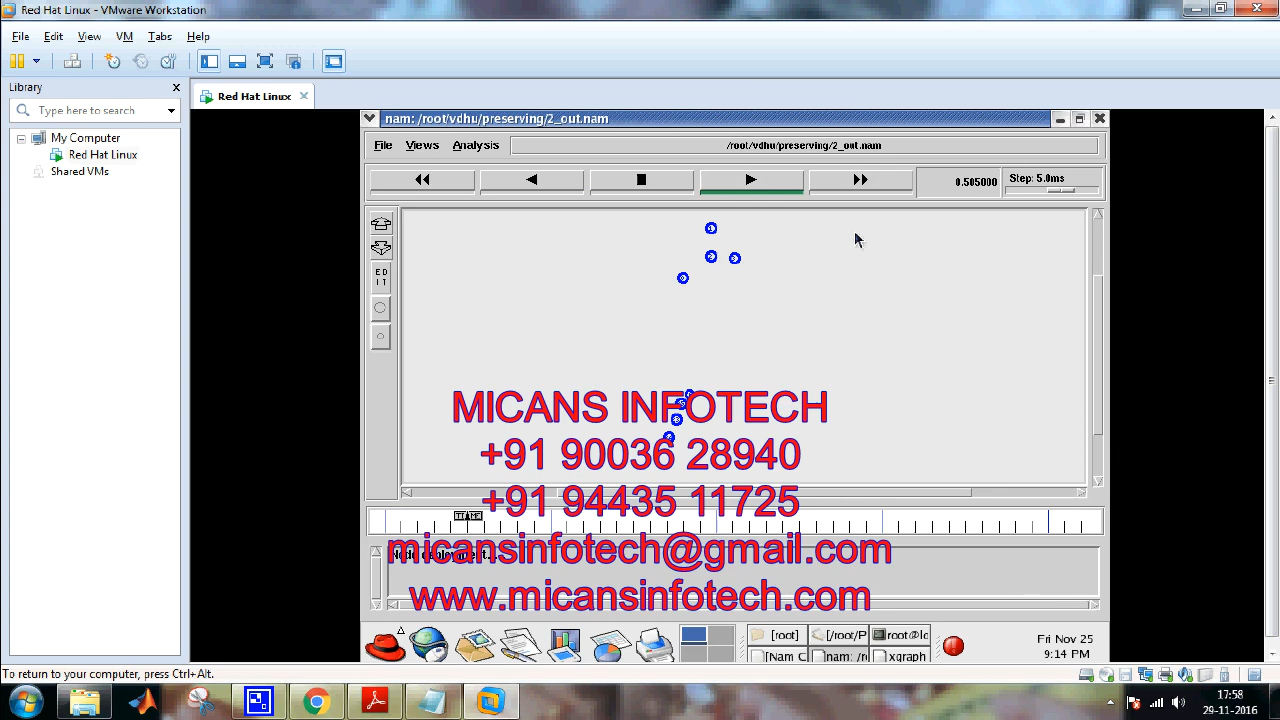 Red Hat Linux - VMware Workstation
File Edit View VM Tabs Help
Library
Type here to search
My Computer
Red Hat Linux
Shared VMs
Red Hat Linux
nam: /root/vdhu/preserving/2_out.nam
File Views Analysis
/root/vdhu/preserving/2_out.nam
0.505000
Step: 5.0ms
E D
I T
TIME
MICANS INFOTECH
+91 90036 28940
+91 94435 11725
micansinfotech@gmail.com
www.micansinfotech.com
[root]
[/root/P
root@lo
[Nam C
nam: /r
xgraph
Fri Nov 25
9:14 PM
To return to your computer, press Ctrl+Alt.
17:58
29-11-2016